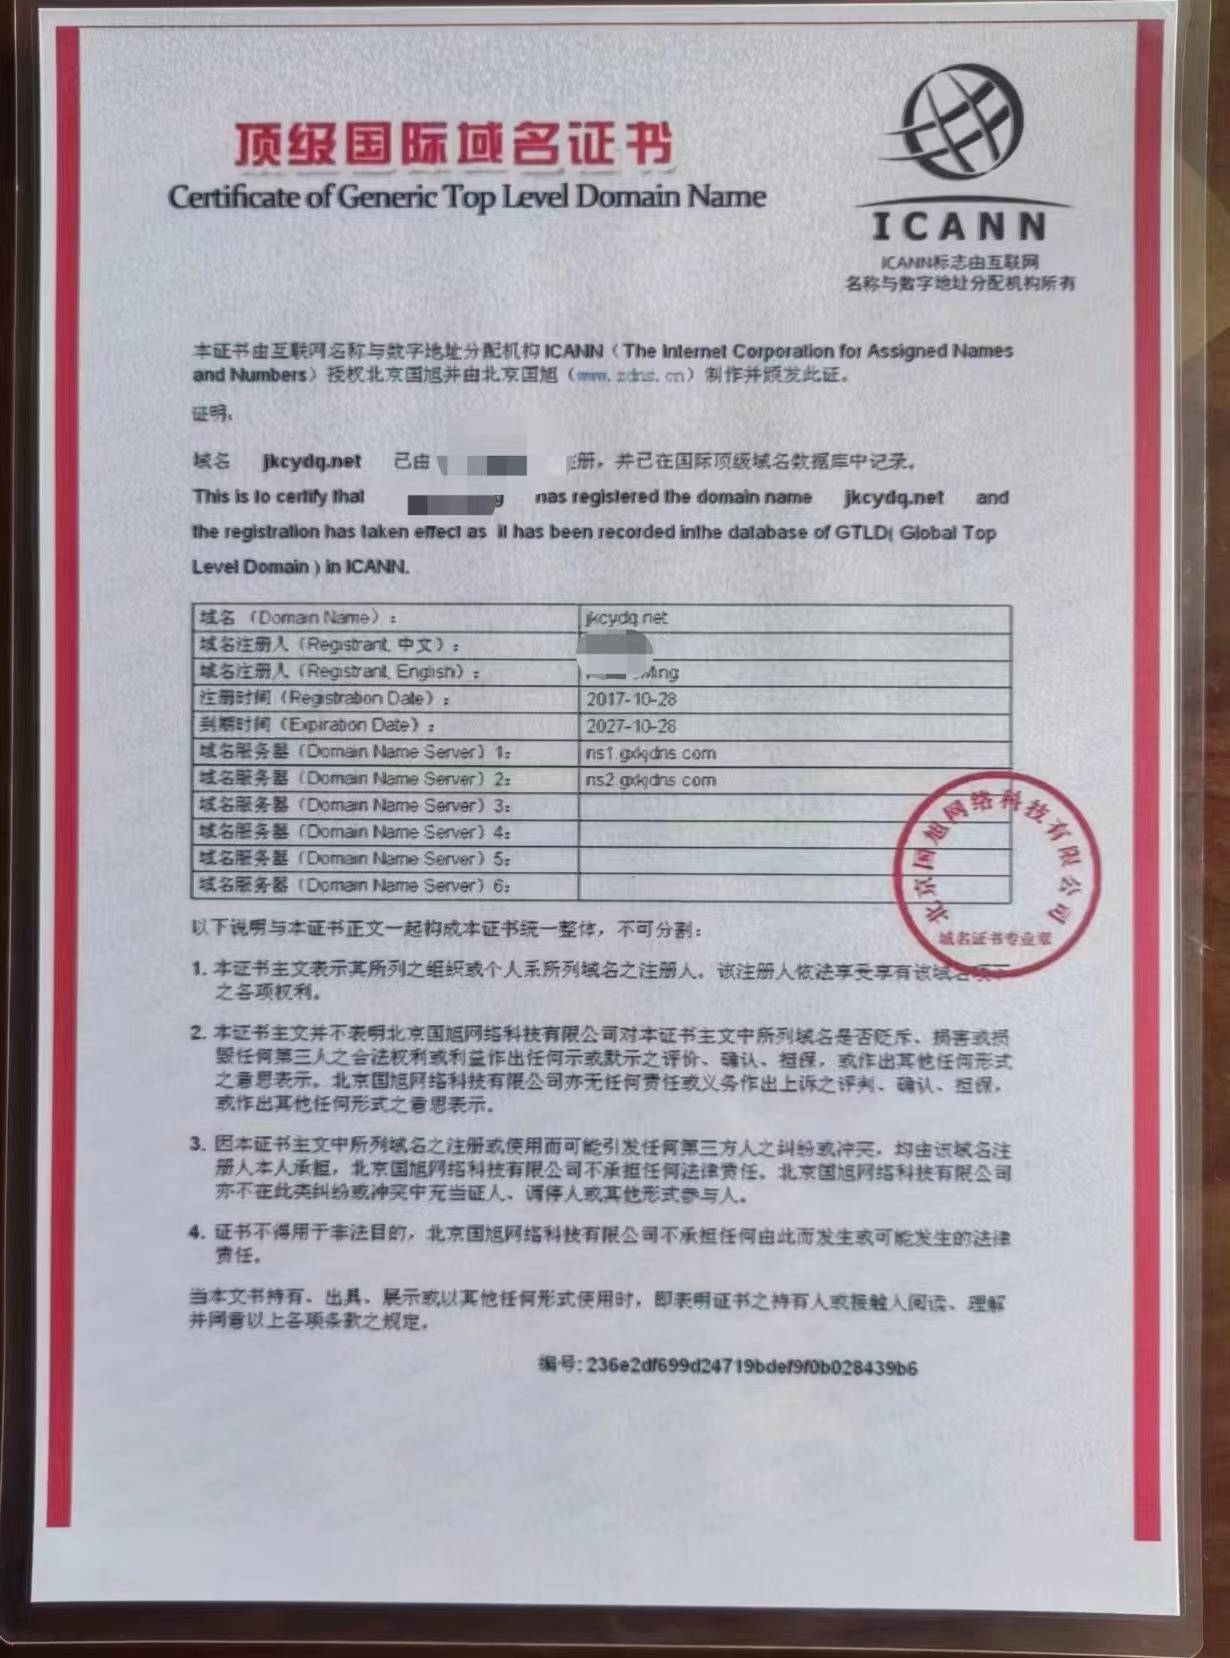 顶级国际域名证书
Certificate of Generic Top Level Domain Name
ICANN
ICANN标志由互联网
名称与数字地址分配机构所有
本证书由互联网名称与数字地址分配机构 ICANN（The Internet Corporation for Assigned Names
and Numbers）授权北京国旭并由北京国旭（www.xdns.cn）制作并颁发此证。
证明：
域名 jkcydq.net 已由 册，并已在国际顶级域名数据库中记录。
This is to certify that has registered the domain name jkcydq.net and
the registration has taken effect as it has been recorded inthe database of GTLD( Global Top
Level Domain ) in ICANN.
域名（Domain Name）： jkcydq.net
域名注册人（Registrant, 中文）：
域名注册人（Registrant, English）： Ming
注册时间（Registration Date）： 2017-10-28
到期时间（Expiration Date）： 2027-10-28
域名服务器（Domain Name Server）1： ns1.gxkjdns.com
域名服务器（Domain Name Server）2： ns2.gxkjdns.com
域名服务器（Domain Name Server）3：
域名服务器（Domain Name Server）4：
域名服务器（Domain Name Server）5：
域名服务器（Domain Name Server）6：
北京国旭网络科技有限公司
域名证书专业章
以下说明与本证书正文一起构成本证书统一整体，不可分割：
1. 本证书主文表示其所列之组织或个人系所列域名之注册人。该注册人依法享受享有该域名项下
之各项权利。
2. 本证书主文并不表明北京国旭网络科技有限公司对本证书主文中所列域名是否贬斥、损害或损
毁任何第三人之合法权利或利益作出任何示或默示之评价、确认、担保，或作出其他任何形式
之意思表示。北京国旭网络科技有限公司亦无任何责任或义务作出上诉之评判、确认、担保，
或作出其他任何形式之意思表示。
3. 因本证书主文中所列域名之注册或使用而可能引发任何第三方人之纠纷或冲突，均由该域名注
册人本人承担，北京国旭网络科技有限公司不承担任何法律责任。北京国旭网络科技有限公司
亦不在此类纠纷或冲突中充当证人、调停人或其他形式参与人。
4. 证书不得用于非法目的，北京国旭网络科技有限公司不承担任何由此而发生或可能发生的法律
责任。
当本文书持有、出具、展示或以其他任何形式使用时，即表明证书之持有人或接触人阅读、理解
并同意以上各项条款之规定。
编号: 236e2df699d24719bdef9f0b028439b6